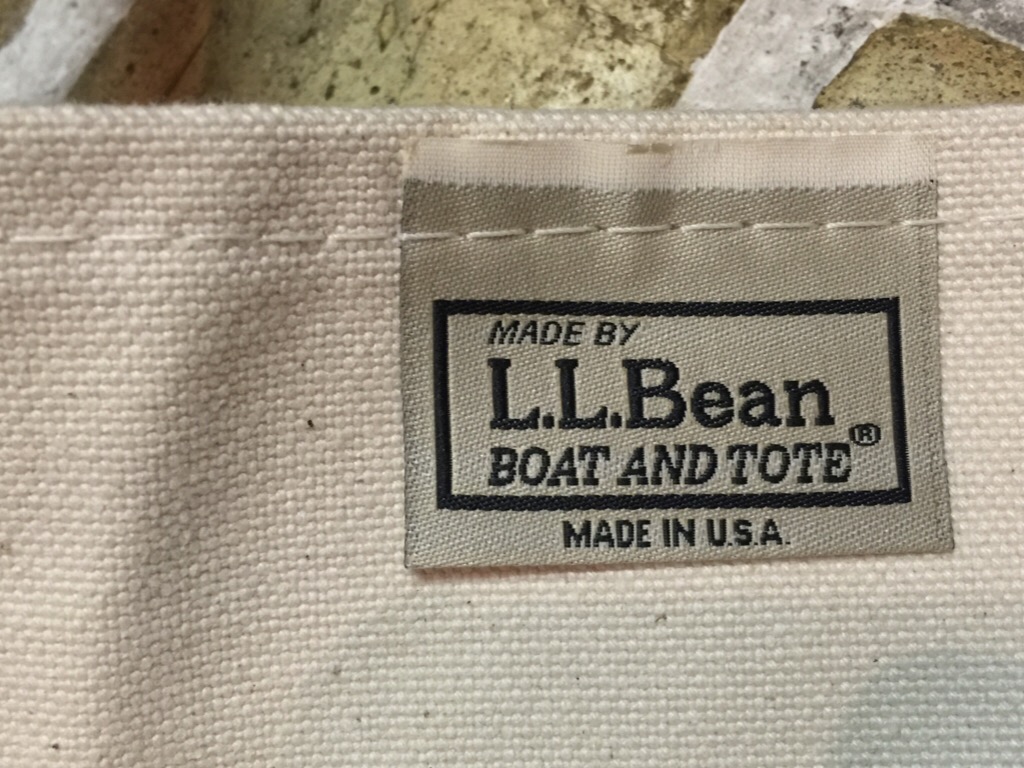 MADE BY
L.L.Bean
BOAT AND TOTE®
MADE IN U.S.A.